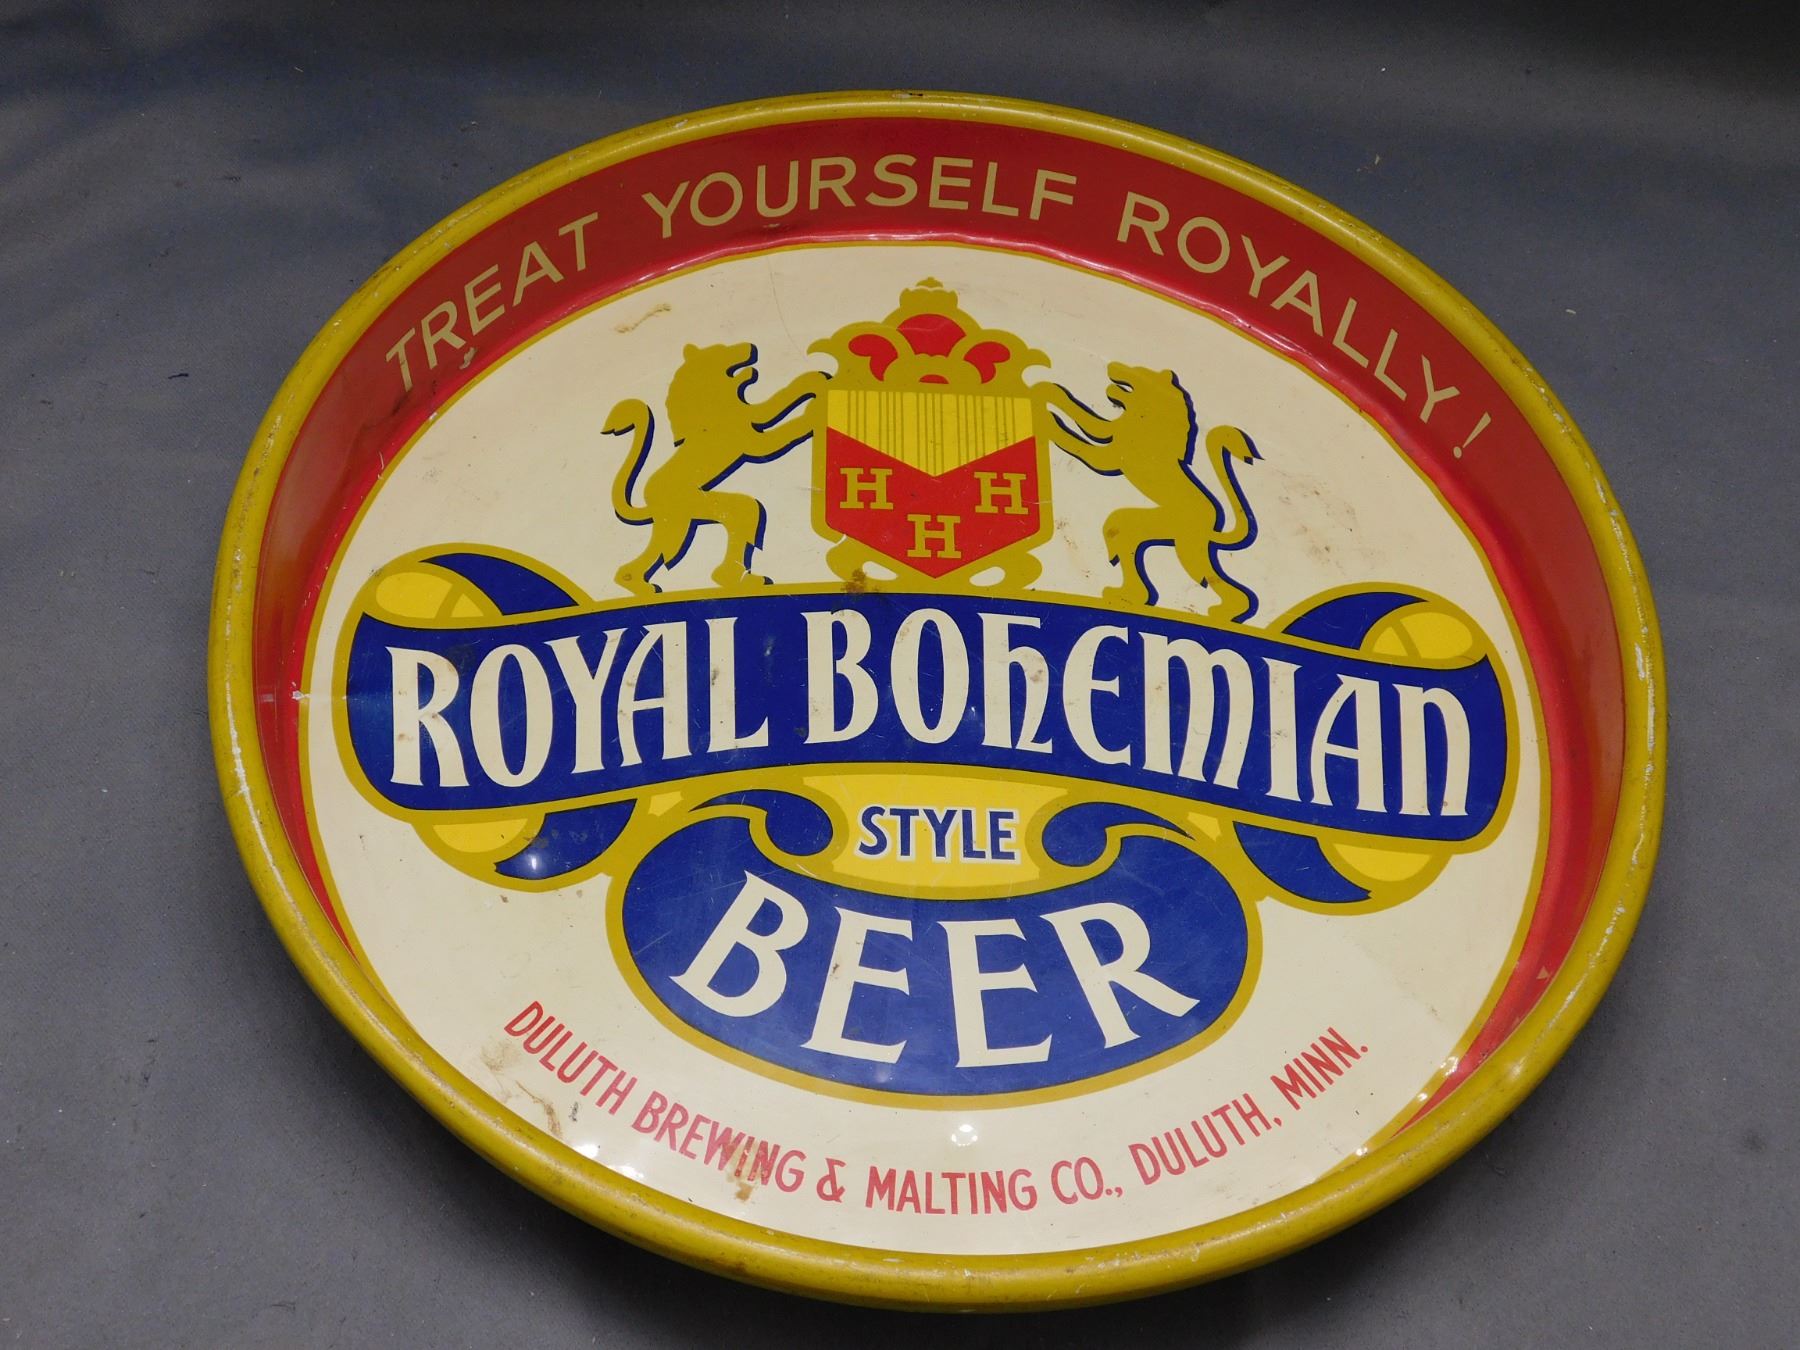 TREAT YOURSELF ROYALLY!
H H
H
ROYAL BOHEMIAN
STYLE
BEER
DULUTH BREWING & MALTING CO., DULUTH, MINN.